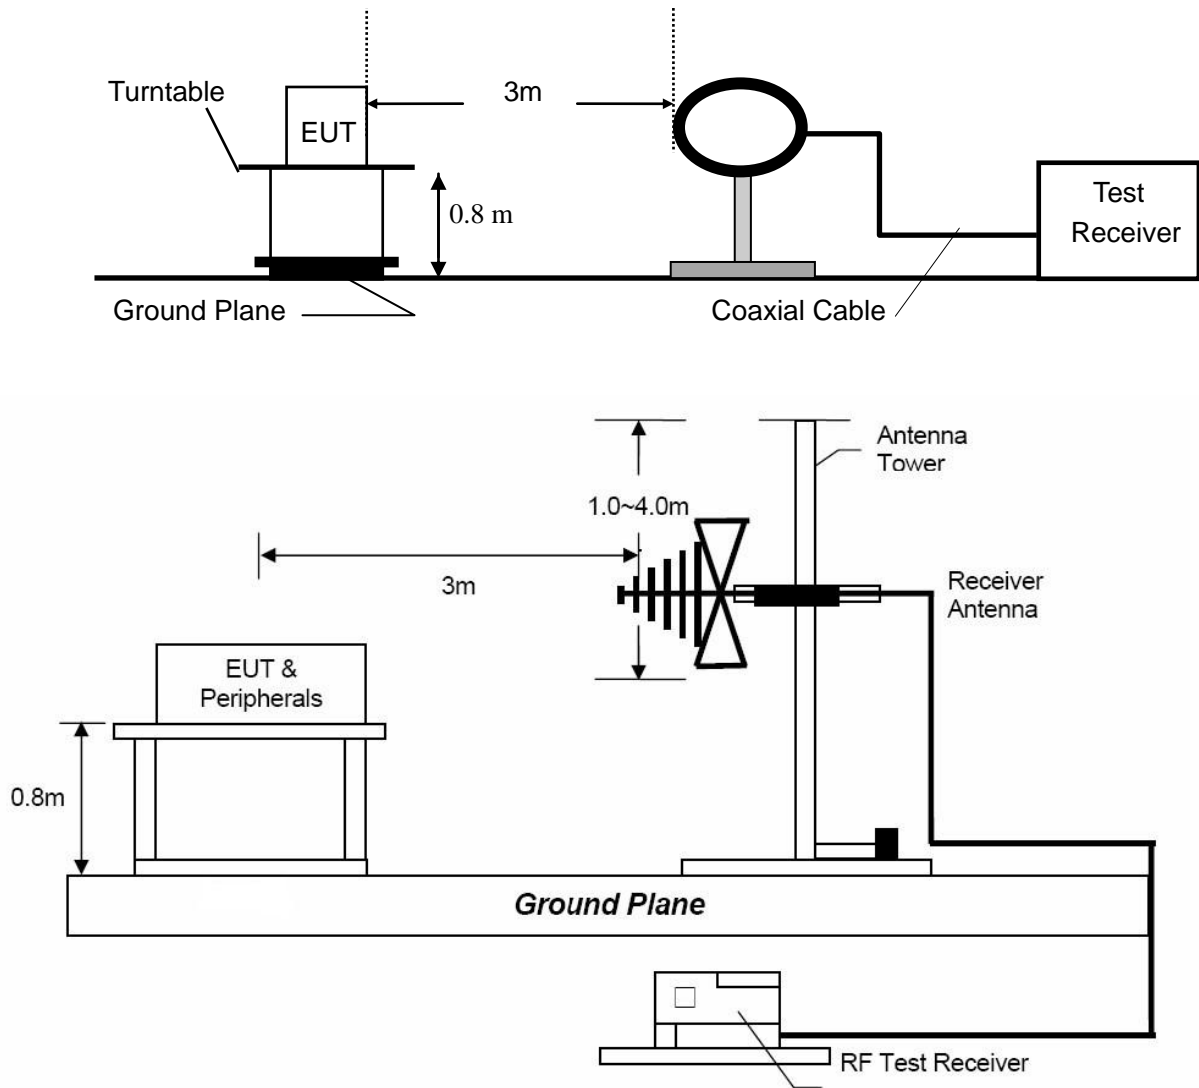 Turntable
3m
EUT
0.8 m
Test
Receiver
Ground Plane
Coaxial Cable
Antenna
Tower
1.0~4.0m
3m
Receiver
Antenna
EUT &
Peripherals
0.8m
Ground Plane
RF Test Receiver